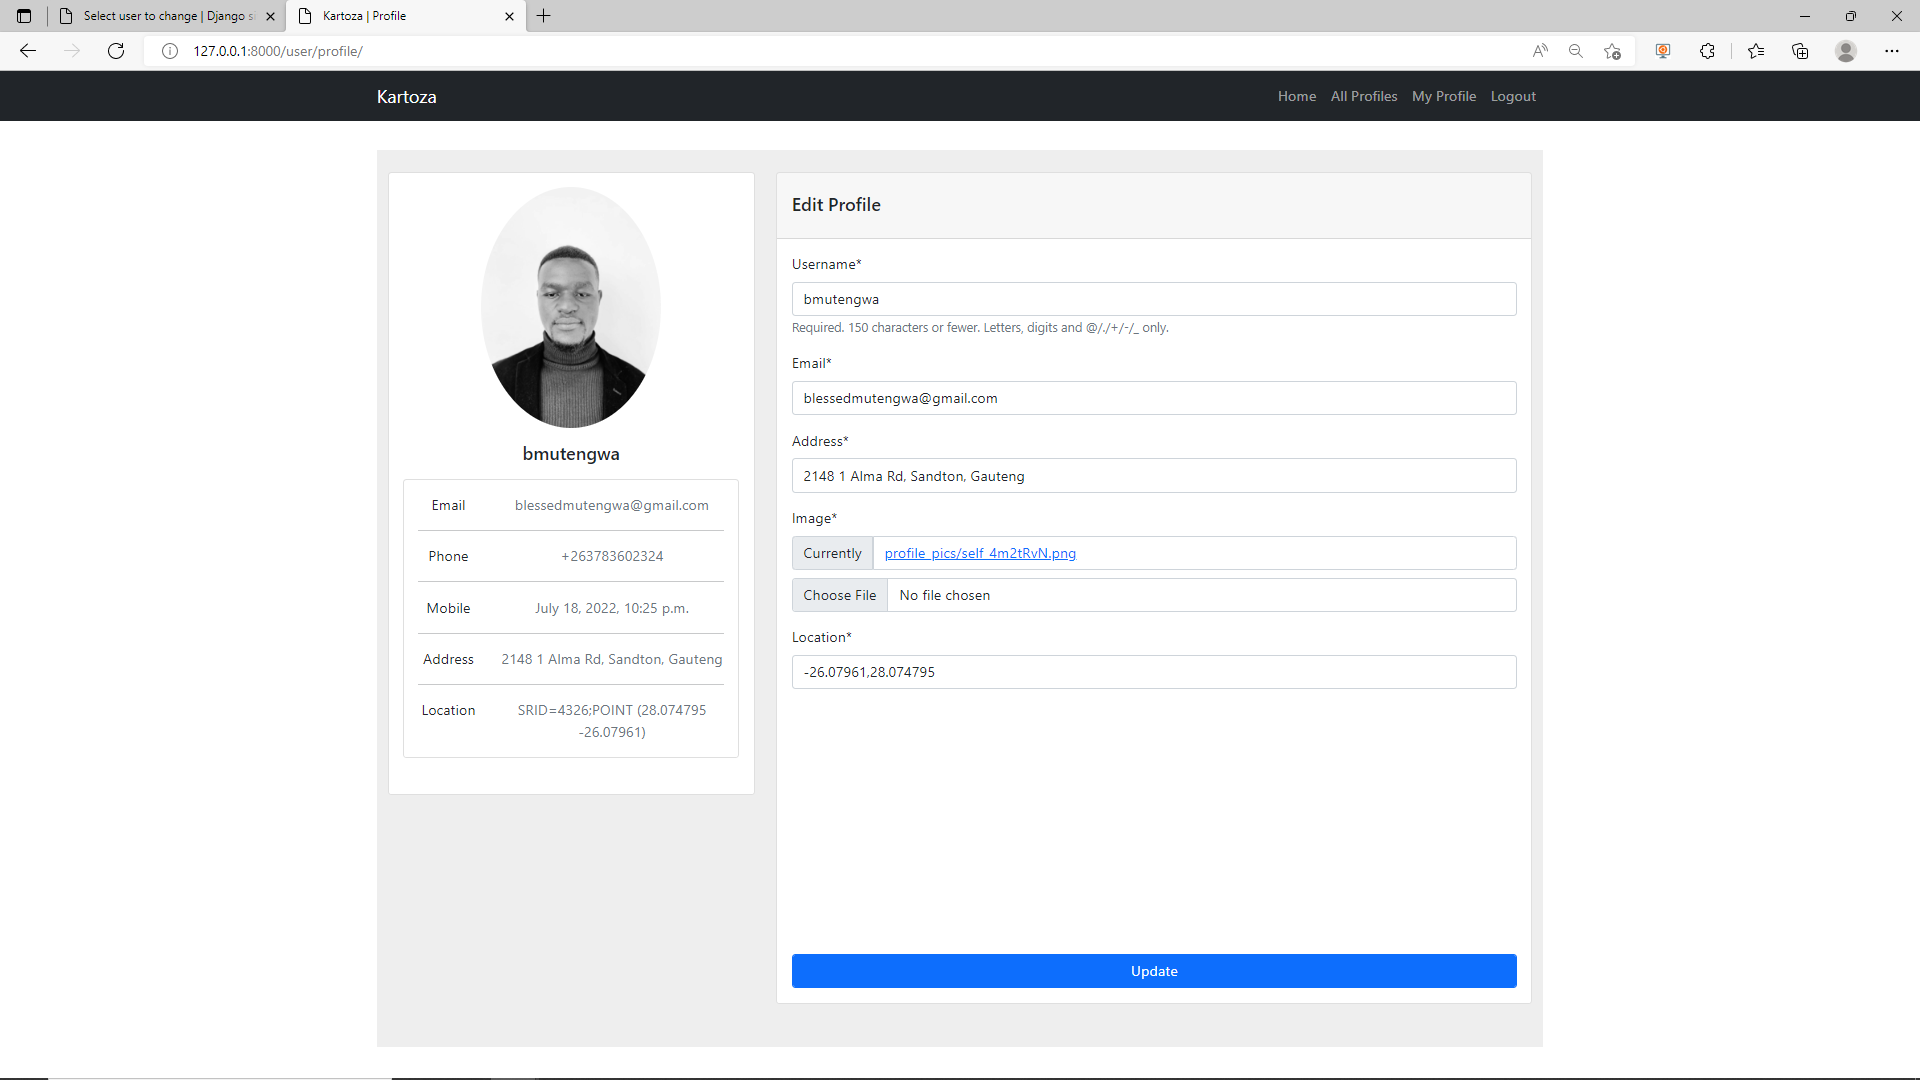 Select user to change | Django si
Kartoza | Profile
127.0.0.1:8000/user/profile/
Kartoza
Home
All Profiles
My Profile
Logout
bmutengwa
Email blessedmutengwa@gmail.com
Phone +263783602324
Mobile July 18, 2022, 10:25 p.m.
Address 2148 1 Alma Rd, Sandton, Gauteng
Location SRID=4326;POINT (28.074795
-26.07961)
Edit Profile
Username*
bmutengwa
Required. 150 characters or fewer. Letters, digits and @/./+/-/_ only.
Email*
blessedmutengwa@gmail.com
Address*
2148 1 Alma Rd, Sandton, Gauteng
Image*
Currently profile_pics/self_4m2tRvN.png
Choose File No file chosen
Location*
-26.07961,28.074795
Update